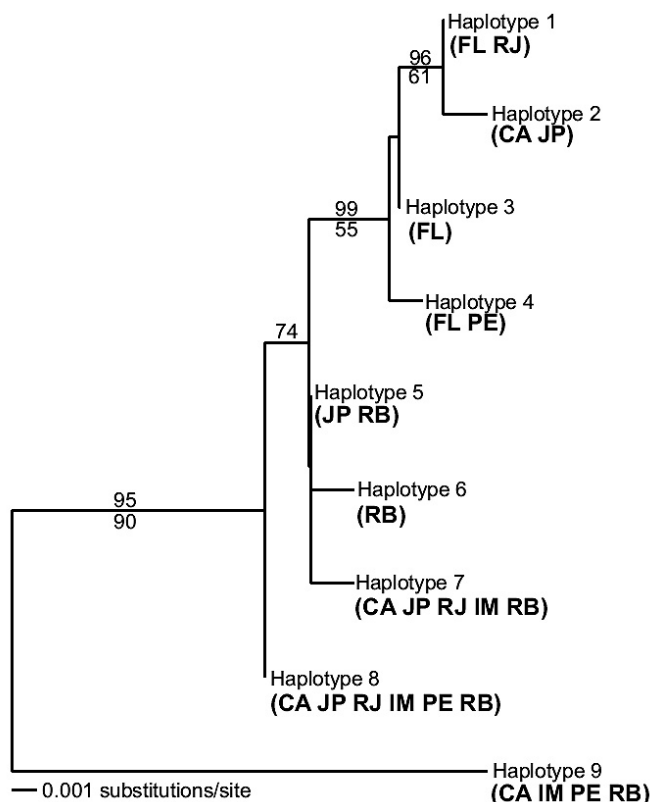 Haplotype 1
(FL RJ)
96
61
Haplotype 2
(CA JP)
Haplotype 3
(FL)
99
55
Haplotype 4
(FL PE)
74
Haplotype 5
(JP RB)
Haplotype 6
(RB)
95
90
Haplotype 7
(CA JP RJ IM RB)
Haplotype 8
(CA JP RJ IM PE RB)
Haplotype 9
(CA IM PE RB)
0.001 substitutions/site